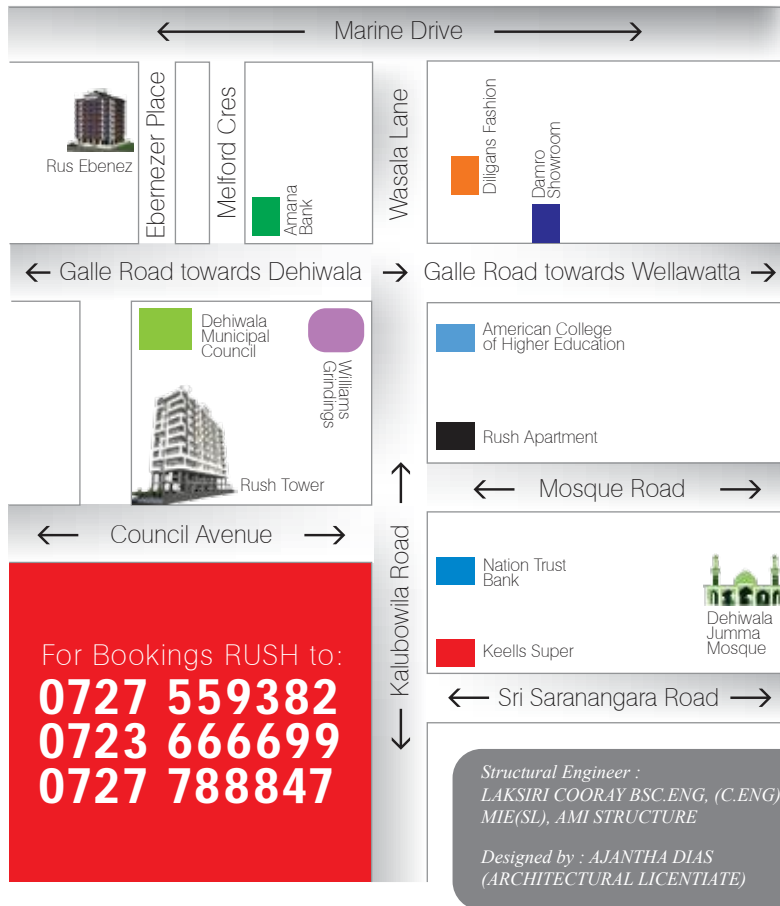 Marine Drive
Rus Ebenez
Ebernezer Place
Melford Cres
Amana
Bank
Wasala Lane
Diligans Fashion
Damro
Showroom
Galle Road towards Dehiwala
Galle Road towards Wellawatta
Dehiwala
Municipal
Council
Williams
Grindings
Rush Tower
American College
of Higher Education
Rush Apartment
Mosque Road
Council Avenue
Kalubowila Road
Nation Trust
Bank
Keells Super
Dehiwala
Jumma
Mosque
Sri Saranangara Road
For Bookings RUSH to:
0727 559382
0723 666699
0727 788847
Structural Engineer :
LAKSIRI COORAY BSC.ENG, (C.ENG)
MIE(SL), AMI STRUCTURE
Designed by : AJANTHA DIAS
(ARCHITECTURAL LICENTIATE)